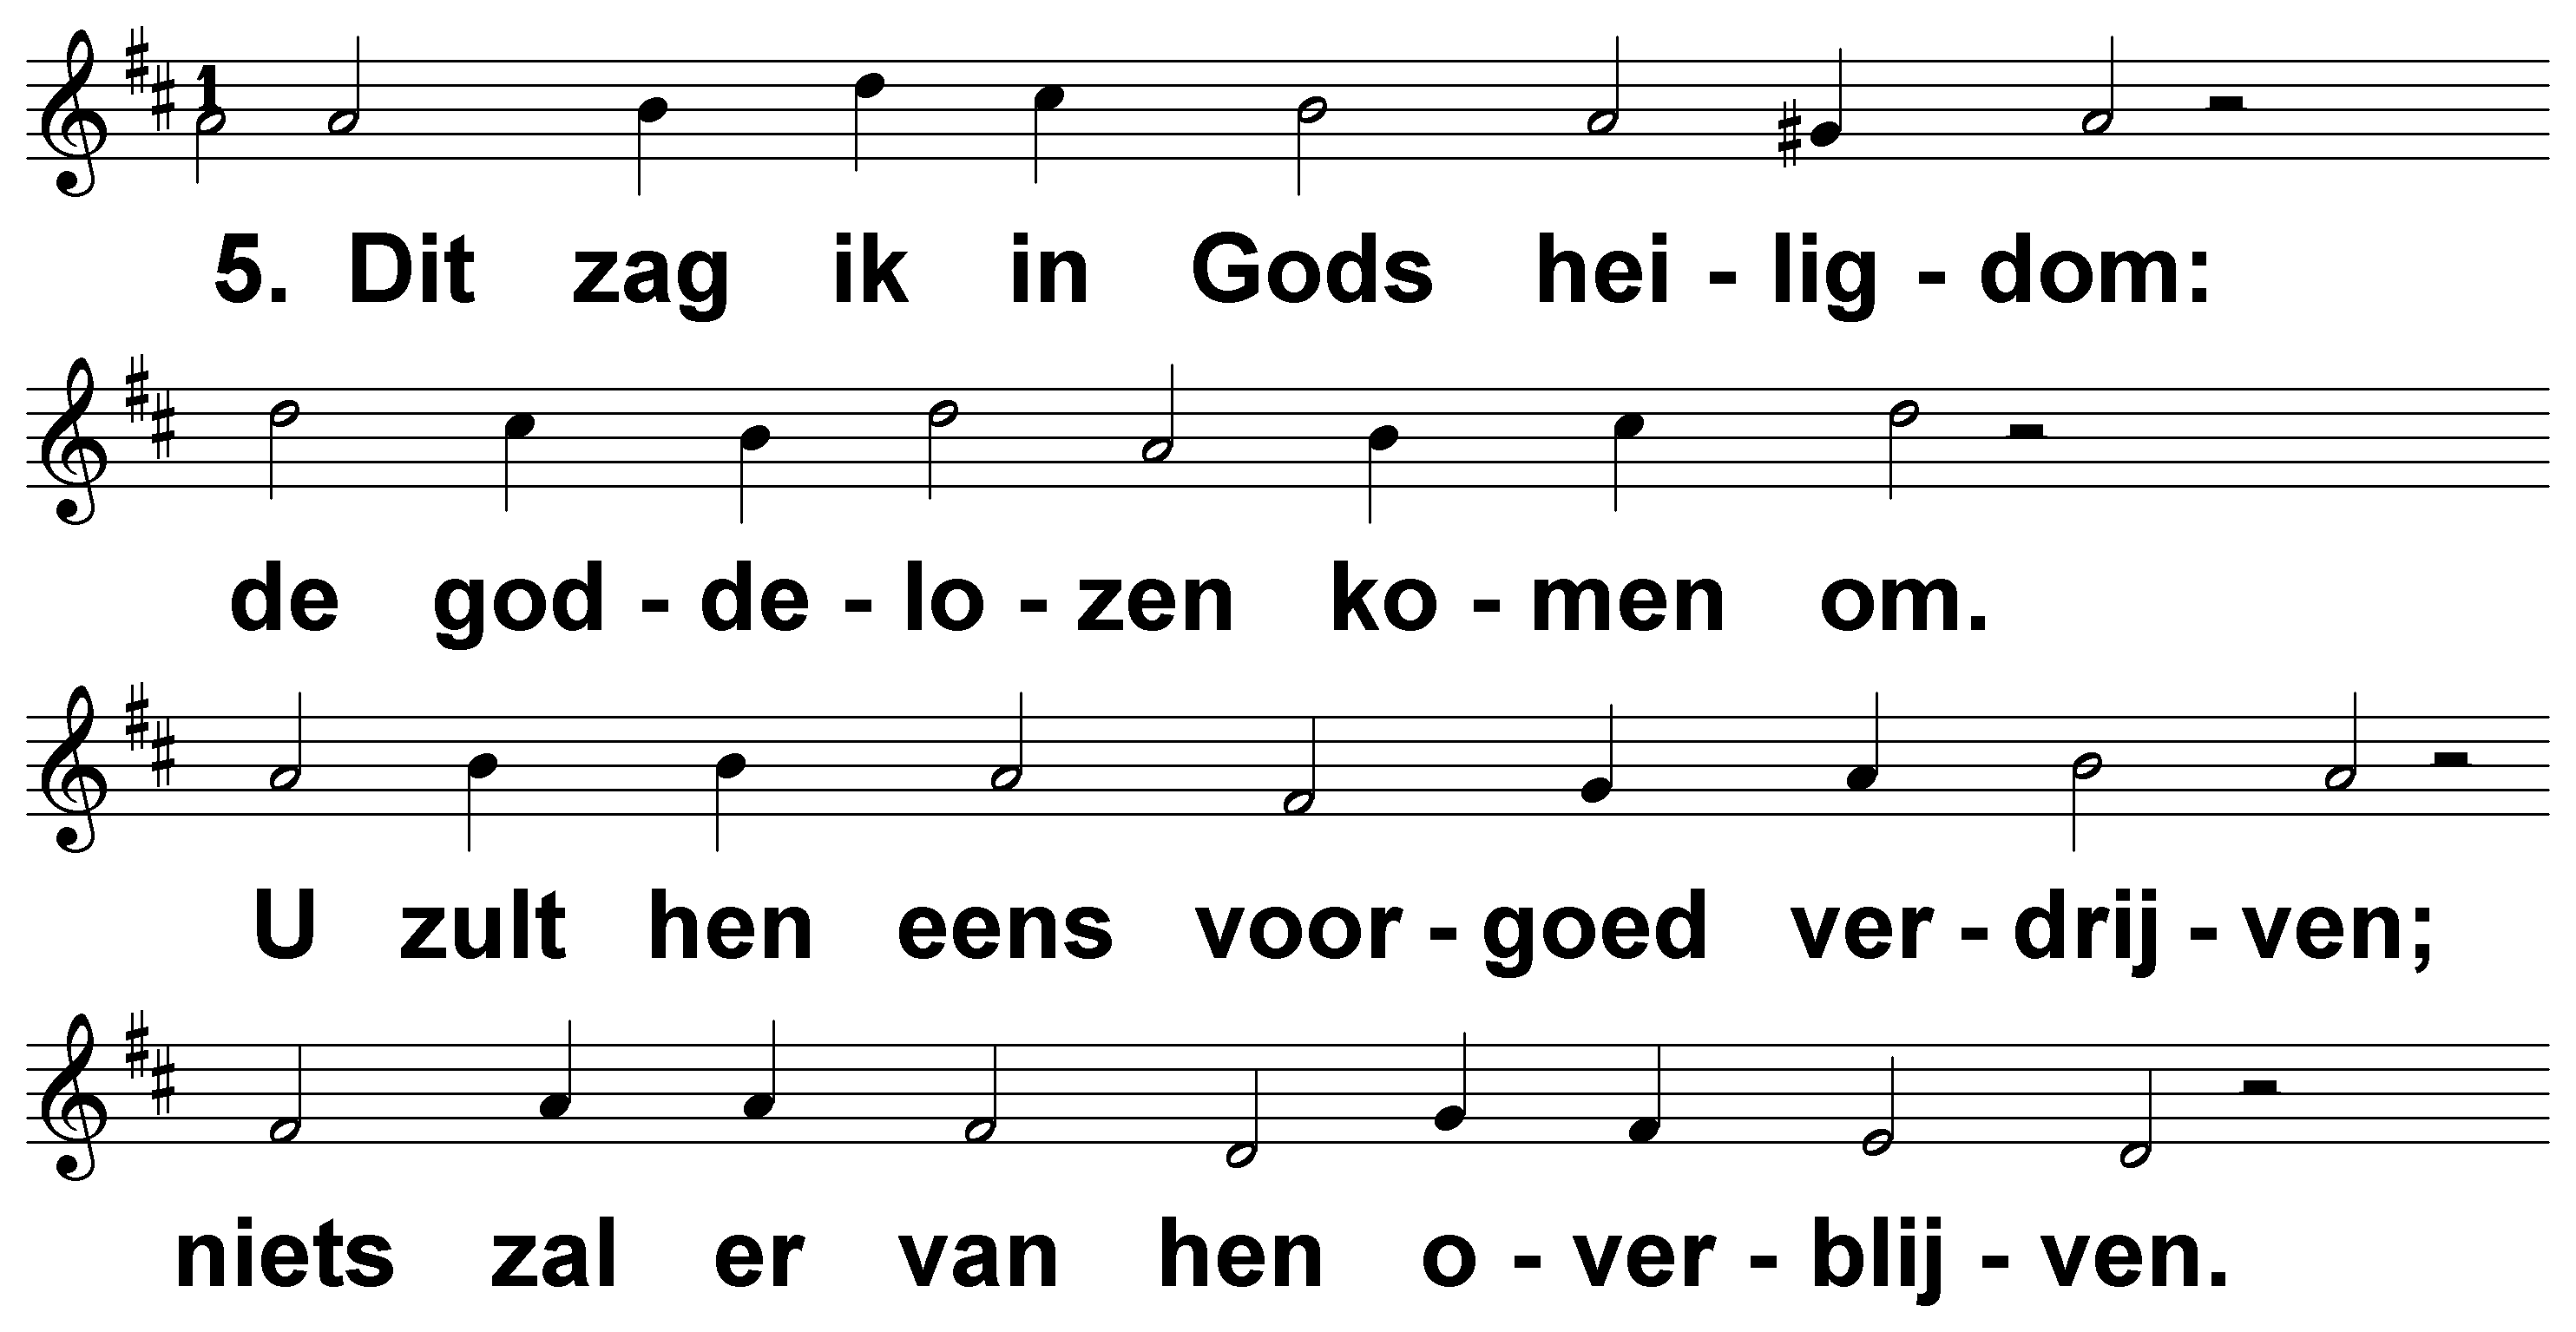 1
5. Dit zag ik in Gods hei - lig - dom:
de god - de - lo - zen ko - men om.
U zult hen eens voor - goed ver - drij - ven;
niets zal er van hen o - ver - blij - ven.